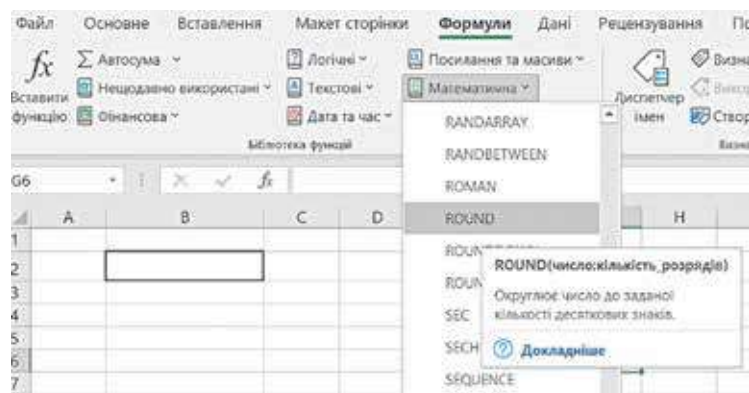 Файл Основне Вставлення Макет сторінки Формули Дані Рецензування
fx Σ Автосума Логічні Посилання та масиви
Вставити функцію Нещодавно використані Текстові Математична Диспетчер імен
Фінансова Дата та час
Бібліотека функцій
G6 fx
A B C D H
1
2
3
4
5
6
7
RANDARRAY
RANDBETWEEN
ROMAN
ROUND
SEC
SECH
SEQUENCE
ROUND(число;кількість_розрядів)
Округлює число до заданої
кількості десяткових знаків.
Докладніше